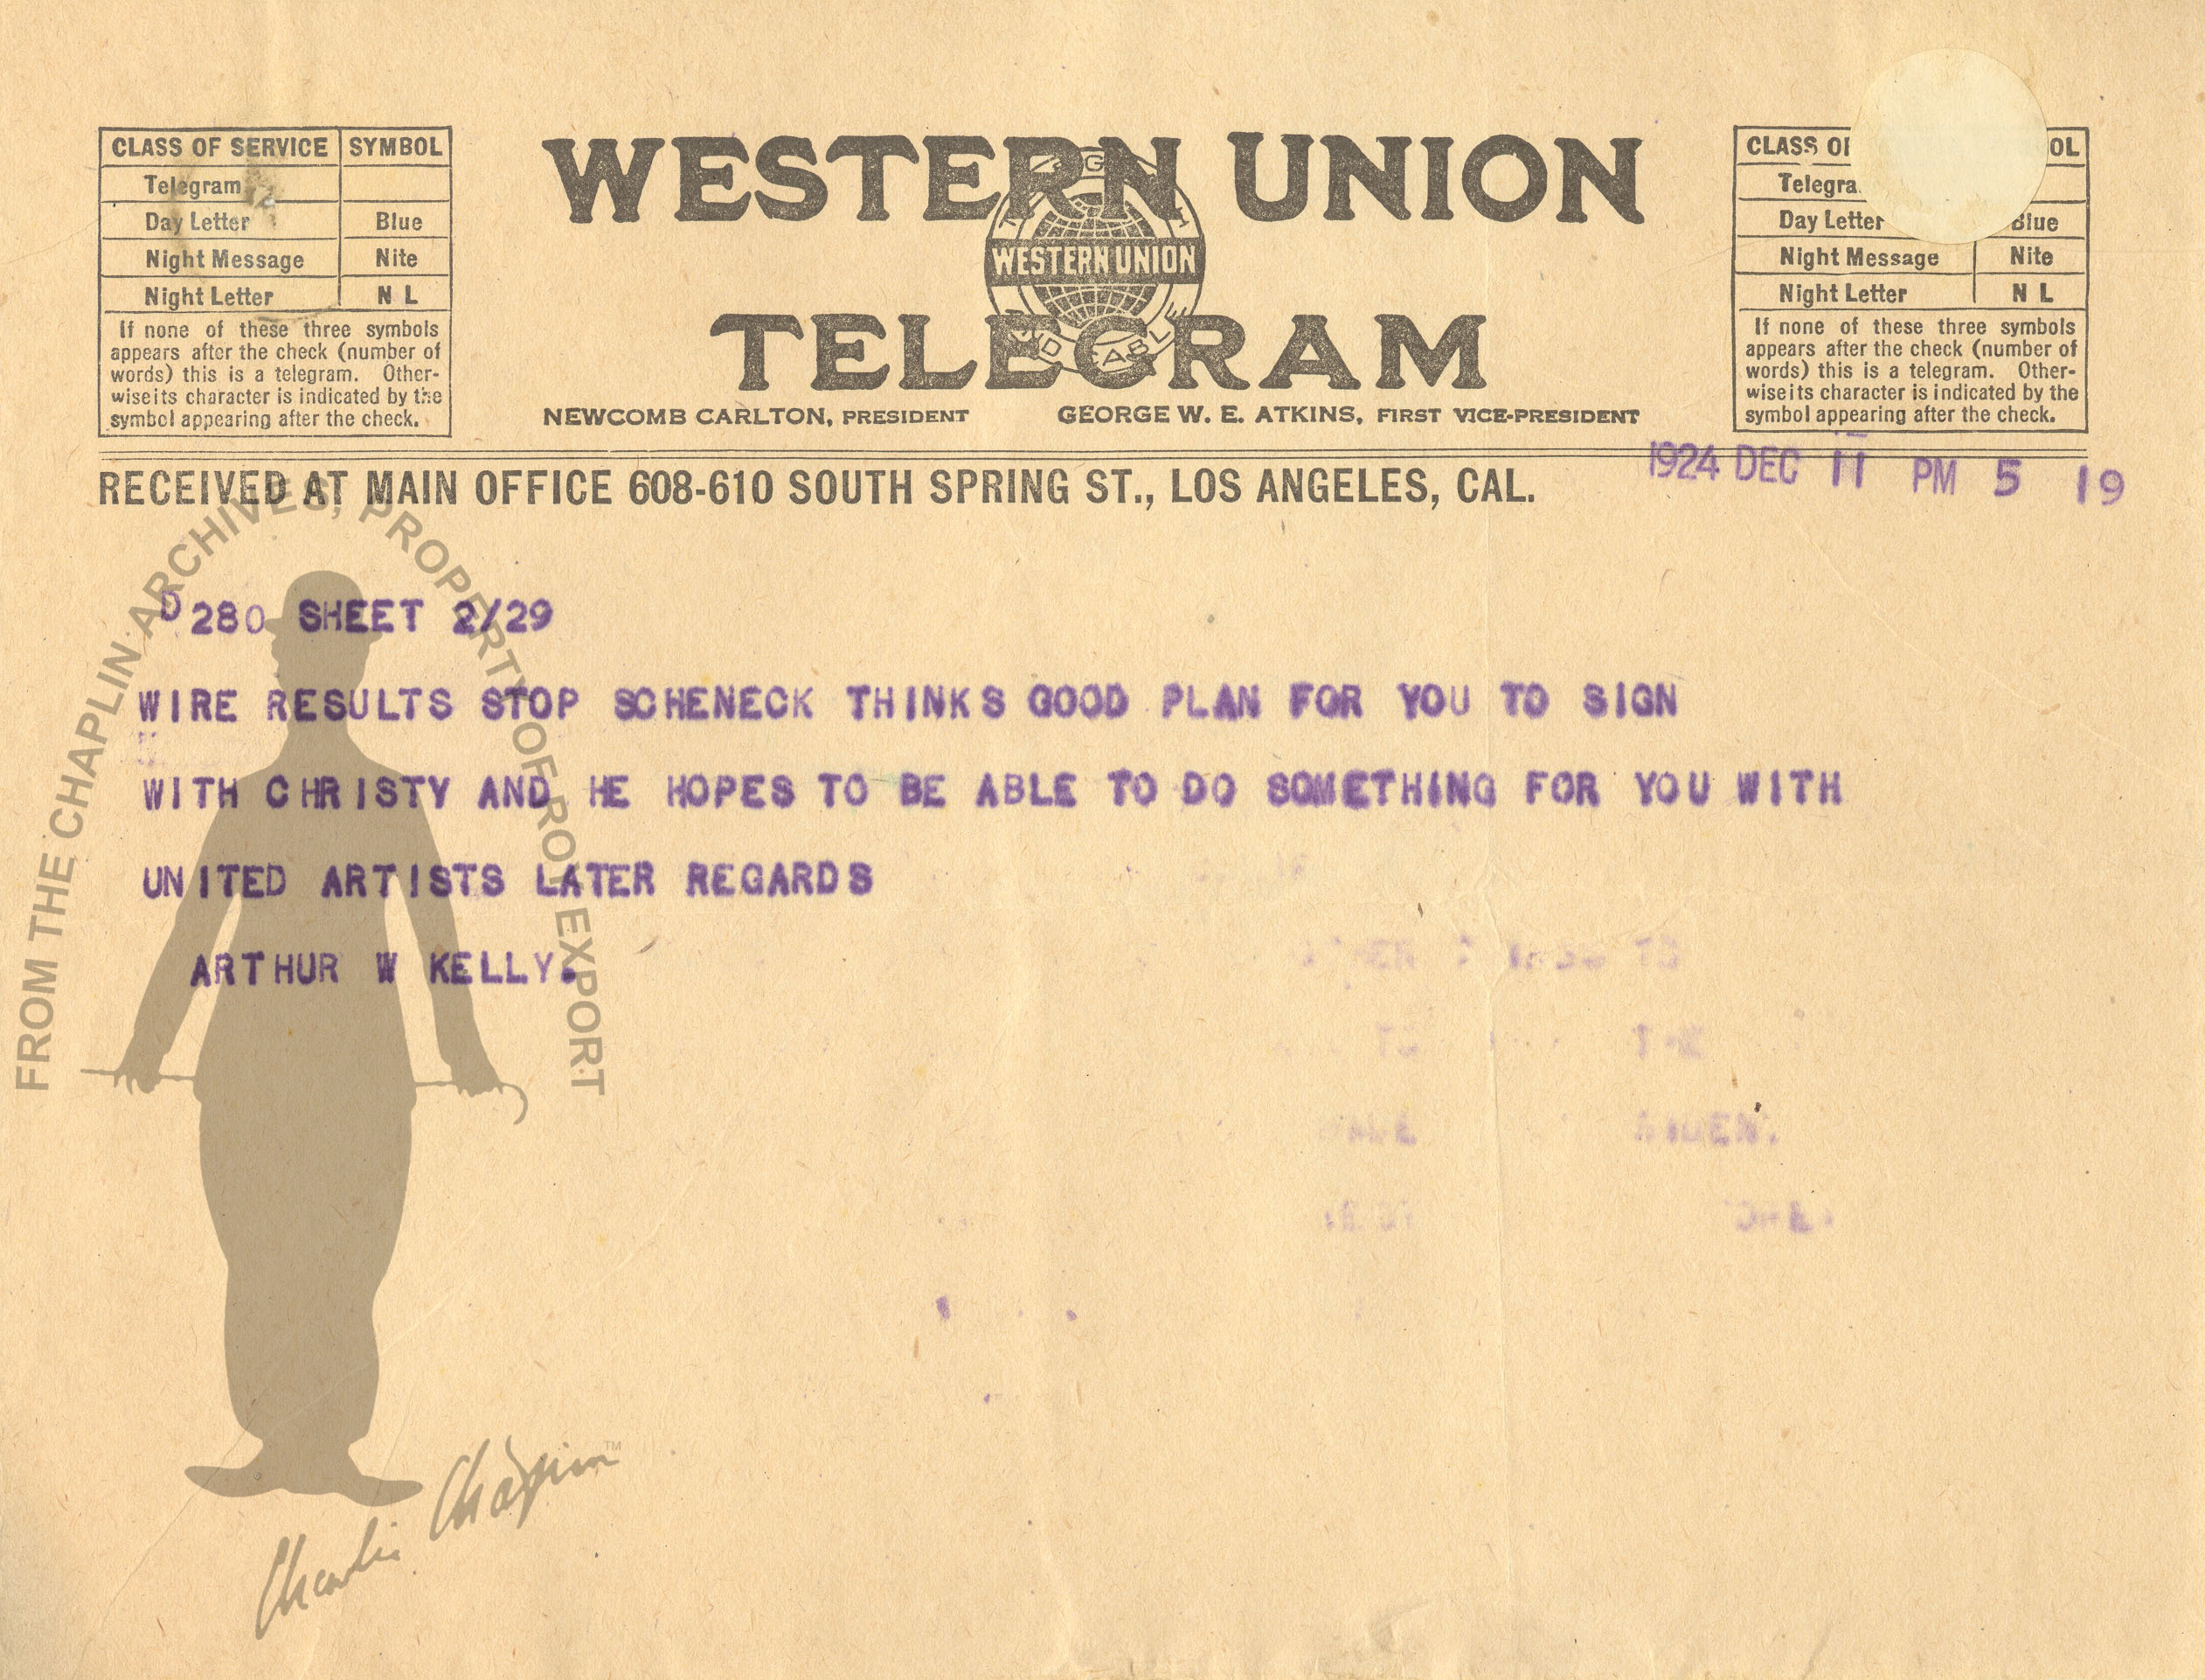 CLASS OF SERVICE SYMBOL
Telegram
Day Letter Blue
Night Message Nite
Night Letter N L
If none of these three symbols
appears after the check (number of
words) this is a telegram. Other-
wiseits character is indicated by the
symbol appearing after the check.
WESTERN UNION
WESTERN UNION
TELEGRAM
NEWCOMB CARLTON, PRESIDENT GEORGE W. E. ATKINS, FIRST VICE-PRESIDENT
CLASS OF OL
Telegra
Day Letter Blue
Night Message Nite
Night Letter N L
If none of these three symbols
appears after the check (number of
words) this is a telegram. Other-
wiseits character is indicated by the
symbol appearing after the check.
RECEIVED AT MAIN OFFICE 608-610 SOUTH SPRING ST., LOS ANGELES, CAL.
1924 DEC 11 PM 5 19
D280 SHEET 2/29
WIRE RESULTS STOP SCHENECK THINKS GOOD PLAN FOR YOU TO SIGN
WITH CHRISTY AND HE HOPES TO BE ABLE TO DO SOMETHING FOR YOU WITH
UNITED ARTISTS LATER REGARDS
ARTHUR W KELLY.
FROM THE CHAPLIN ARCHIVES, PROPERTY OF ROY EXPORT
Charlie Chaplin TM